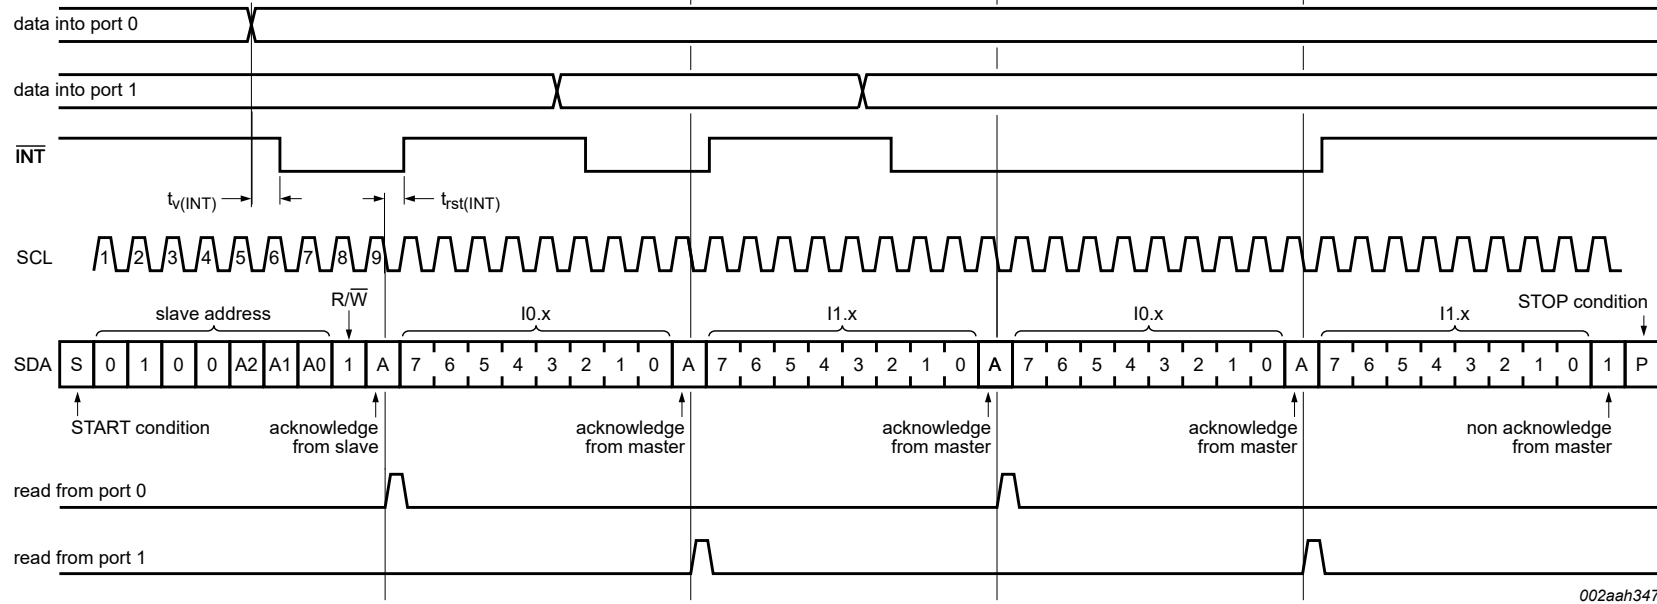 data into port 0
data into port 1
INT
tv(INT)
trst(INT)
SCL
1 2 3 4 5 6 7 8 9
R/W
STOP condition
slave address
I0.x
I1.x
I0.x
I1.x
SDA S 0 1 0 0 A2 A1 A0 1 A 7 6 5 4 3 2 1 0 A 7 6 5 4 3 2 1 0 A 7 6 5 4 3 2 1 0 A 7 6 5 4 3 2 1 0 1 P
START condition
acknowledge
from slave
acknowledge
from master
acknowledge
from master
acknowledge
from master
non acknowledge
from master
read from port 0
read from port 1
002aah347